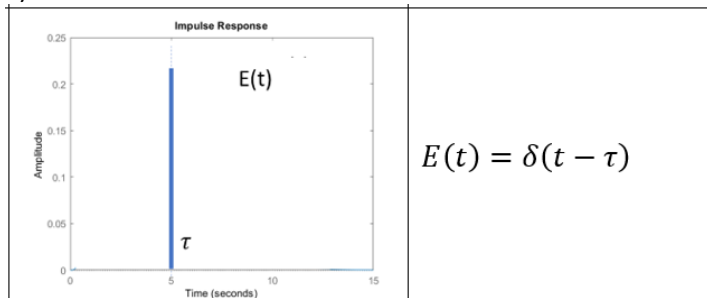 Impulse Response
0.25
0.2
0.15
0.1
0.05
0
Amplitude
E(t)
τ
0 5 10 15
Time (seconds)
E(t) = δ(t − τ)